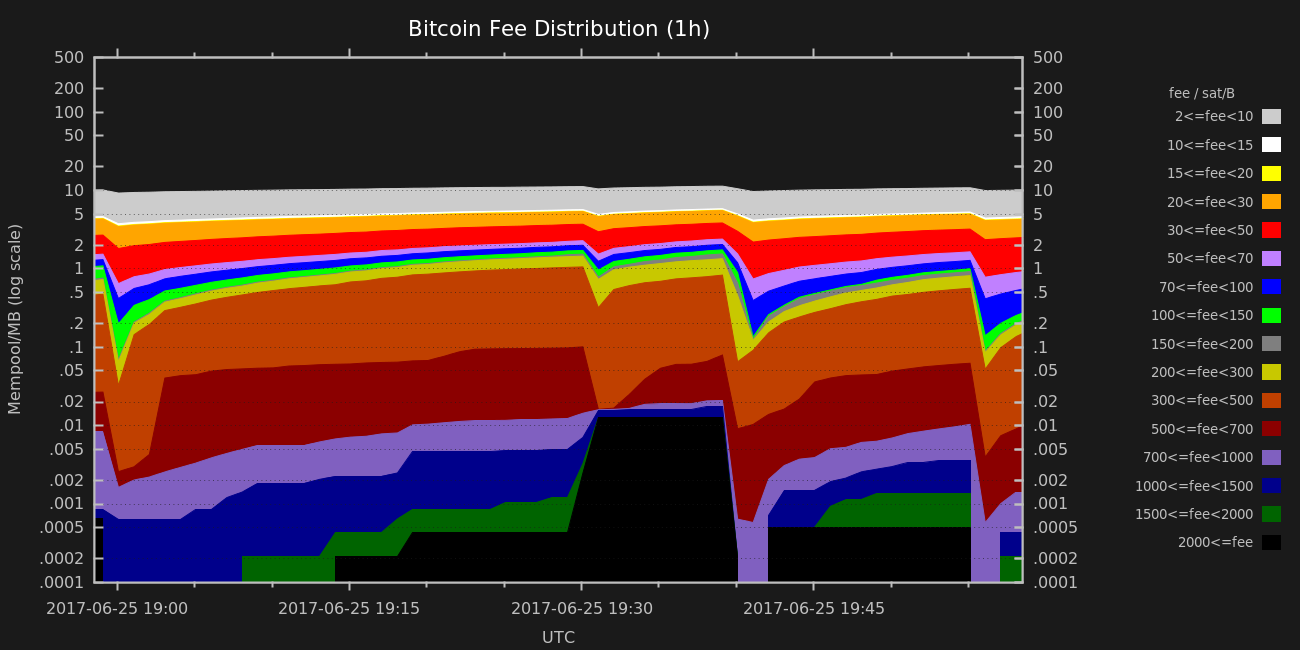 Bitcoin Fee Distribution (1h)
500 500
200 200
100 100
50 50
20 20
10 10
5 5
2 2
1 1
.5 .5
.2 .2
.1 .1
.05 .05
.02 .02
.01 .01
.005 .005
.002 .002
.001 .001
.0005 .0005
.0002 .0002
.0001 .0001
Mempool/MB (log scale)
2017-06-25 19:00 2017-06-25 19:15 2017-06-25 19:30 2017-06-25 19:45
UTC
fee / sat/B
2<=fee<10
10<=fee<15
15<=fee<20
20<=fee<30
30<=fee<50
50<=fee<70
70<=fee<100
100<=fee<150
150<=fee<200
200<=fee<300
300<=fee<500
500<=fee<700
700<=fee<1000
1000<=fee<1500
1500<=fee<2000
2000<=fee